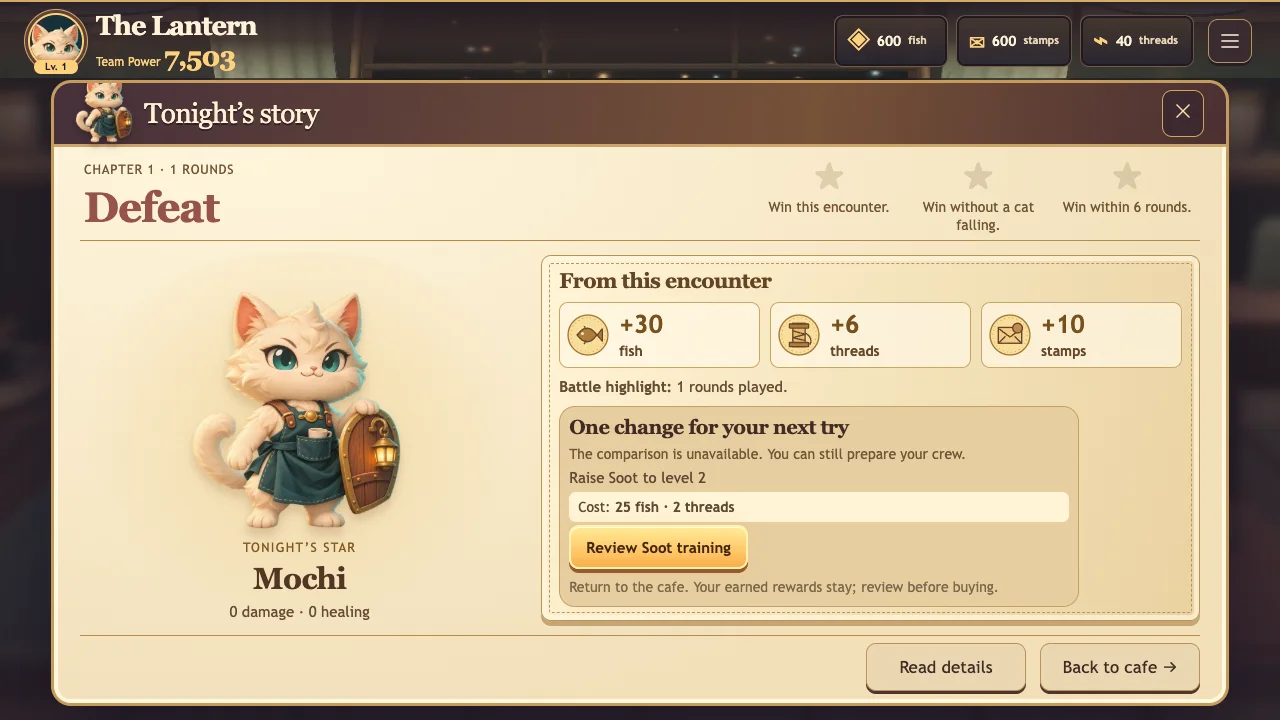 The Lantern
Lv. 1
Team Power 7,503
600 fish
600 stamps
40 threads
Tonight's story
CHAPTER 1 · 1 ROUNDS
Defeat
Win this encounter.
Win without a cat
falling.
Win within 6 rounds.
TONIGHT'S STAR
Mochi
0 damage · 0 healing
From this encounter
+30
fish
+6
threads
+10
stamps
Battle highlight: 1 rounds played.
One change for your next try
The comparison is unavailable. You can still prepare your crew.
Raise Soot to level 2
Cost: 25 fish · 2 threads
Review Soot training
Return to the cafe. Your earned rewards stay; review before buying.
Read details
Back to cafe →